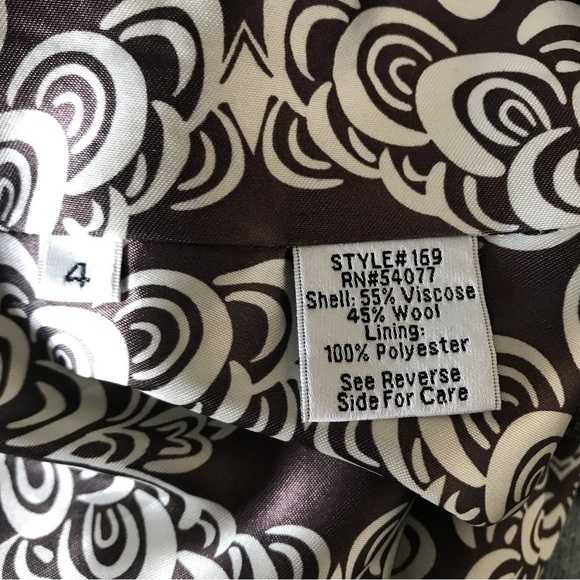 4
STYLE#169
RN#54077
Shell: 55% Viscose
45% Wool
Lining:
100% Polyester
See Reverse
Side For Care